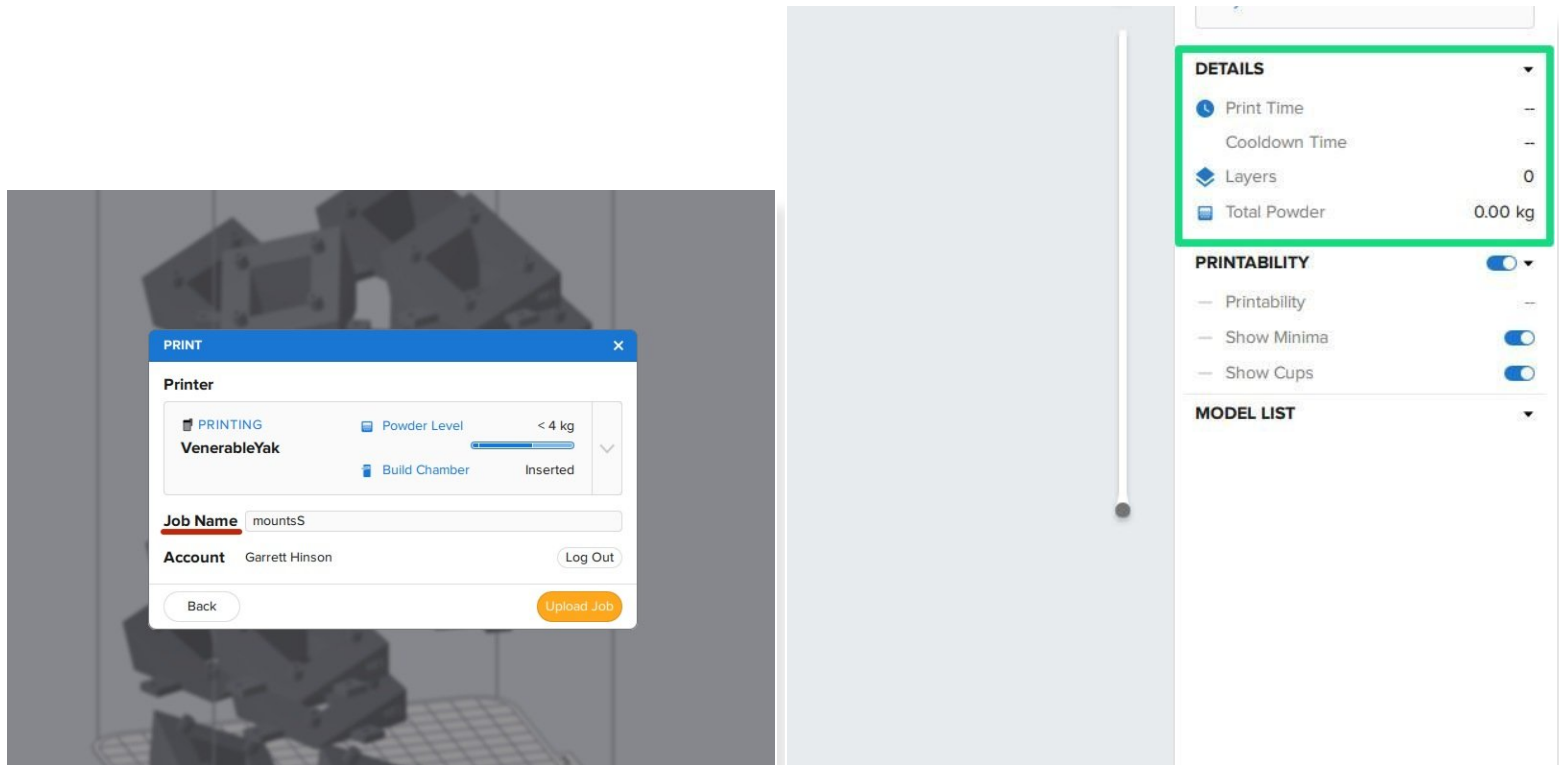 PRINT
Printer
PRINTING
Powder Level
< 4 kg
VenerableYak
Build Chamber
Inserted
Job Name
mountsS
Account
Garrett Hinson
Log Out
Back
Upload Job
DETAILS
Print Time --
Cooldown Time --
Layers 0
Total Powder 0.00 kg
PRINTABILITY
Printability --
Show Minima
Show Cups
MODEL LIST